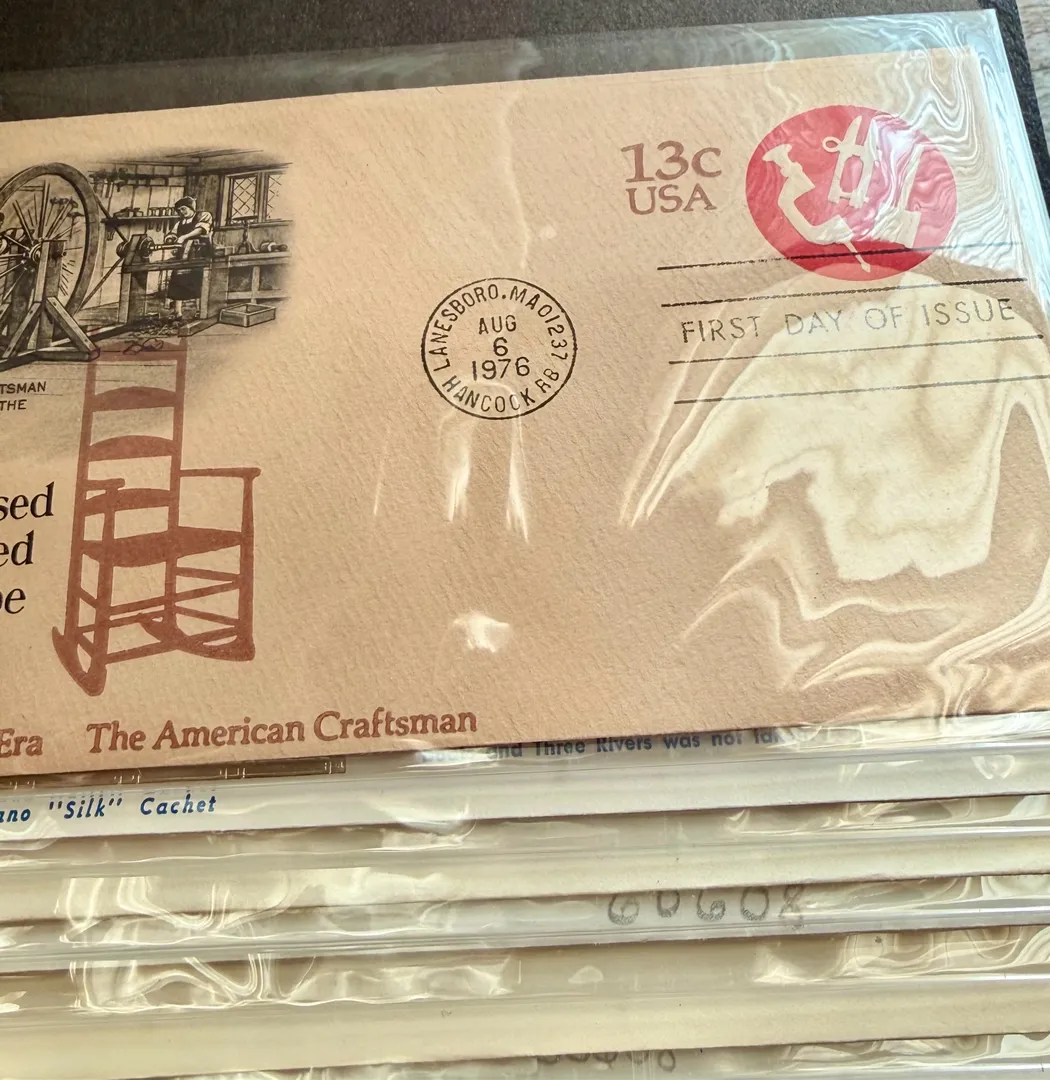 13c
USA
LANESBORO.MA 01237
AUG
6
1976
HANCOCK RB
FIRST DAY OF ISSUE
TSMAN
THE
sed
ed
pe
Era The American Craftsman
and Three Rivers was not
ano "Silk" Cachet
60608